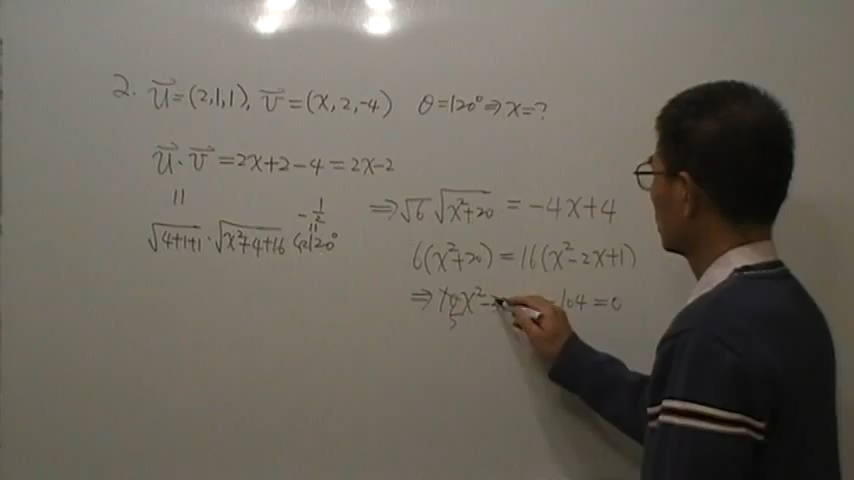 2. u⃗=(2,1,1), v⃗=(x,2,-4) θ=120°⇒x=?
u⃗·v⃗=2x+2-4=2x-2
||
√(4+1+1)·√(x²+4+16) cos120°
-1/2
||
⇒√6√(x²+20) = -4x+4
6(x²+20)=16(x²-2x+1)
⇒10x²- -104=0
5